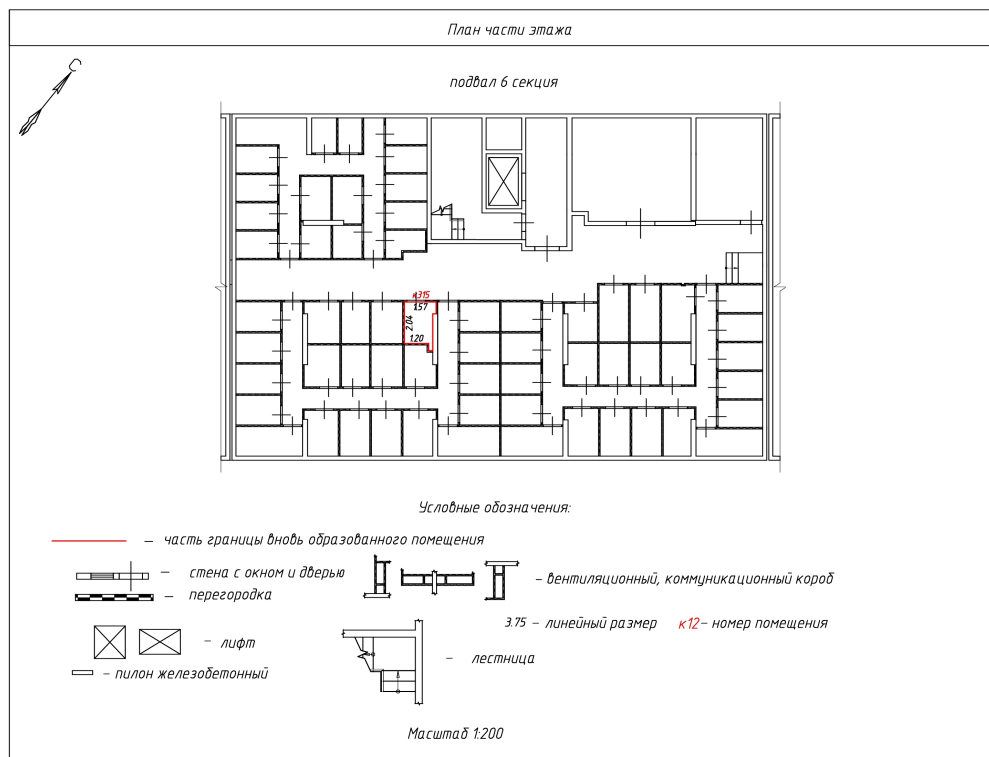 План части этажа
С
подвал 6 секция
к315
1.57
2.04
1.20
Условные обозначения:
– часть границы вновь образованного помещения
– стена с окном и дверью
– перегородка
– вентиляционный, коммуникационный короб
3.75 – линейный размер к12 – номер помещения
– лифт
– лестница
– пилон железобетонный
Масштаб 1:200